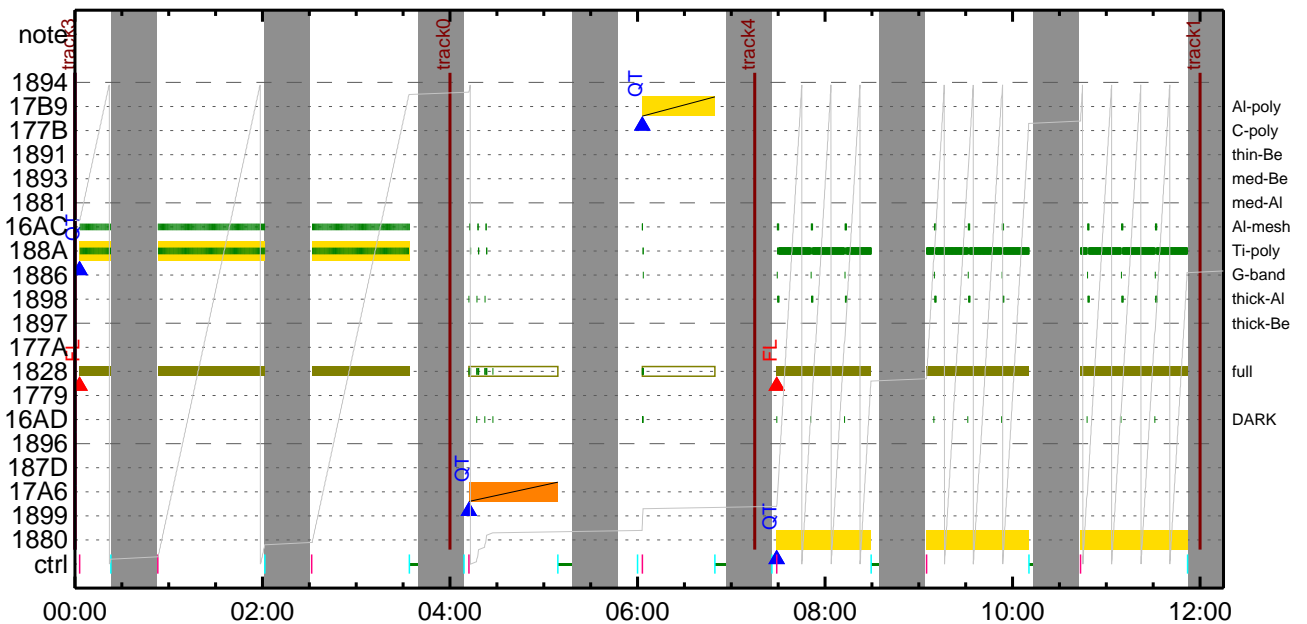 note
track3
track0
track4
track1
1894
QT
17B9 Al-poly
177B C-poly
1891 thin-Be
1893 med-Be
1881 med-Al
16AC Al-mesh
QT
188A Ti-poly
1886 G-band
1898 thick-Al
1897 thick-Be
177A
FL
FL
1828 full
1779
16AD DARK
1896
187D
QT
17A6
1899
QT
1880
ctrl
00:00 02:00 04:00 06:00 08:00 10:00 12:00